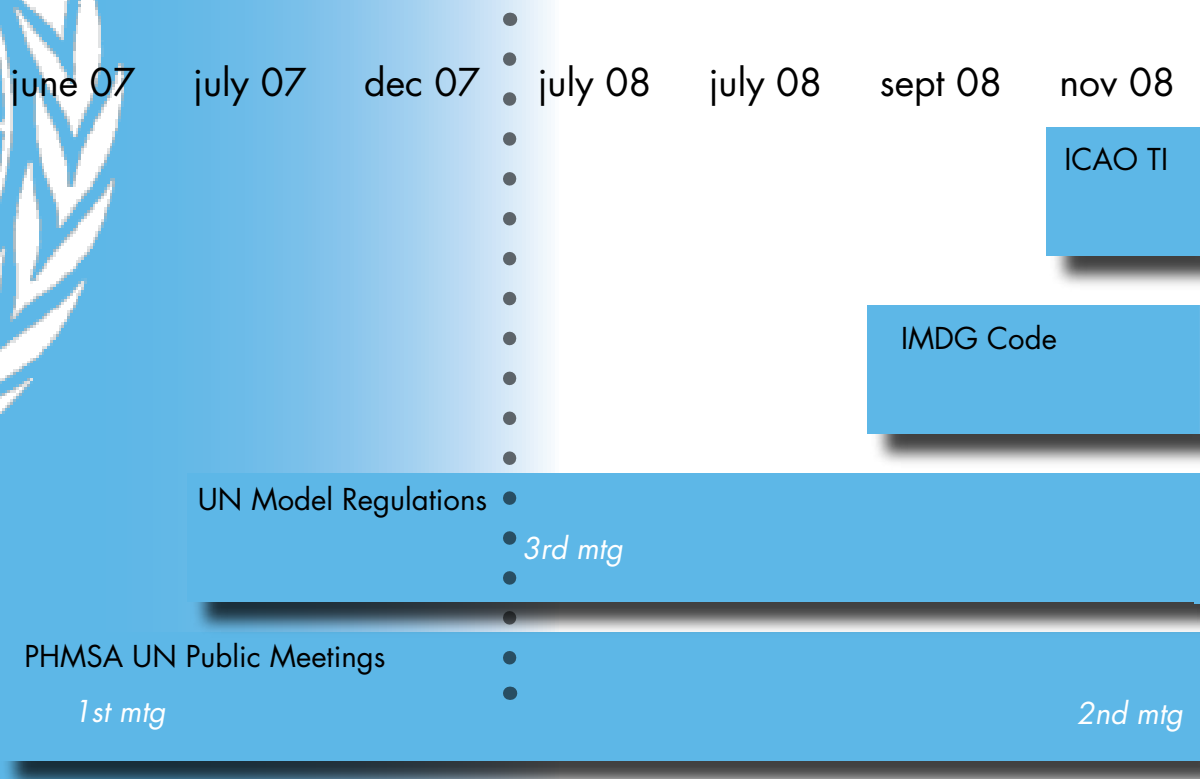 june 07 july 07 dec 07 july 08 july 08 sept 08 nov 08
ICAO TI
IMDG Code
UN Model Regulations
3rd mtg
PHMSA UN Public Meetings
1st mtg 2nd mtg